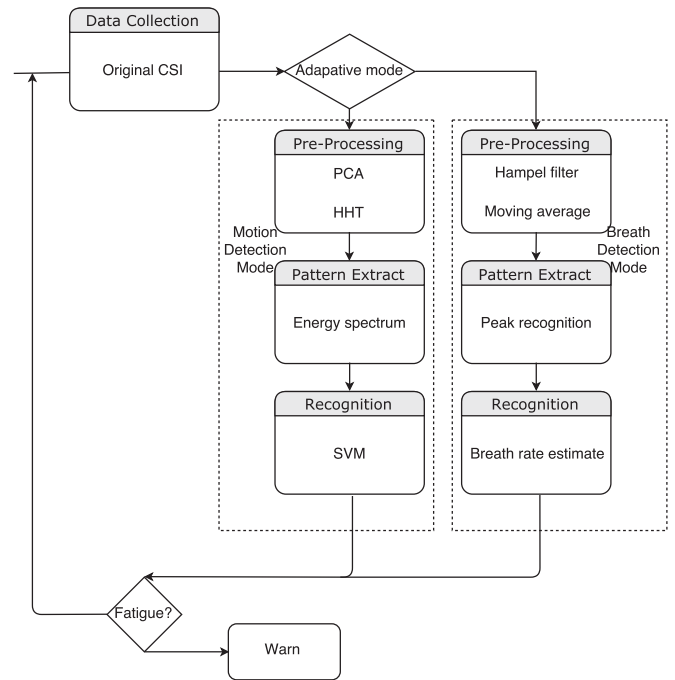 Data Collection
Original CSI
Adapative mode
Pre-Processing
PCA
HHT
Motion
Detection
Mode
Pattern Extract
Energy spectrum
Recognition
SVM
Pre-Processing
Hampel filter
Moving average
Breath
Detection
Mode
Pattern Extract
Peak recognition
Recognition
Breath rate estimate
Fatigue?
Warn